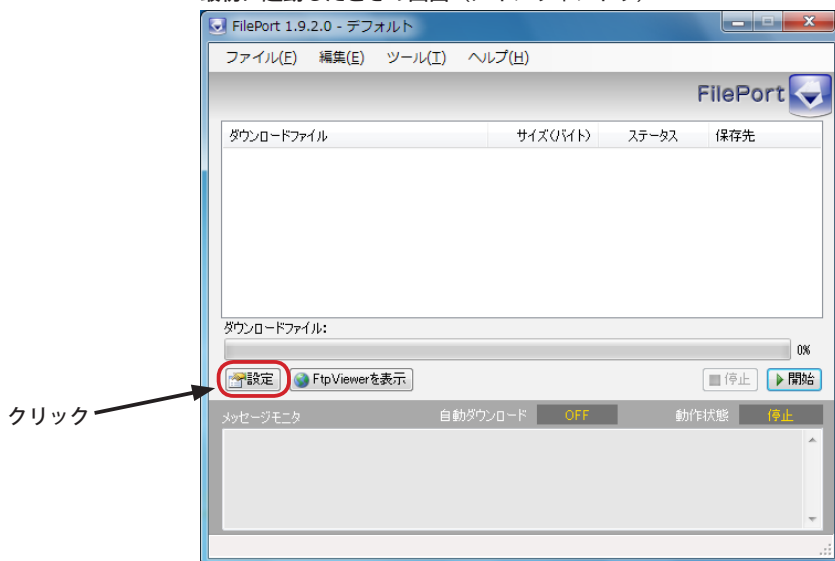 FilePort 1.9.2.0 - デフォルト
ファイル(F) 編集(E) ツール(T) ヘルプ(H)
FilePort
ダウンロードファイル サイズ(バイト) ステータス 保存先
ダウンロードファイル:
0%
設定 FtpViewerを表示 停止 開始
クリック
メッセージモニタ 自動ダウンロード OFF 動作状態 停止